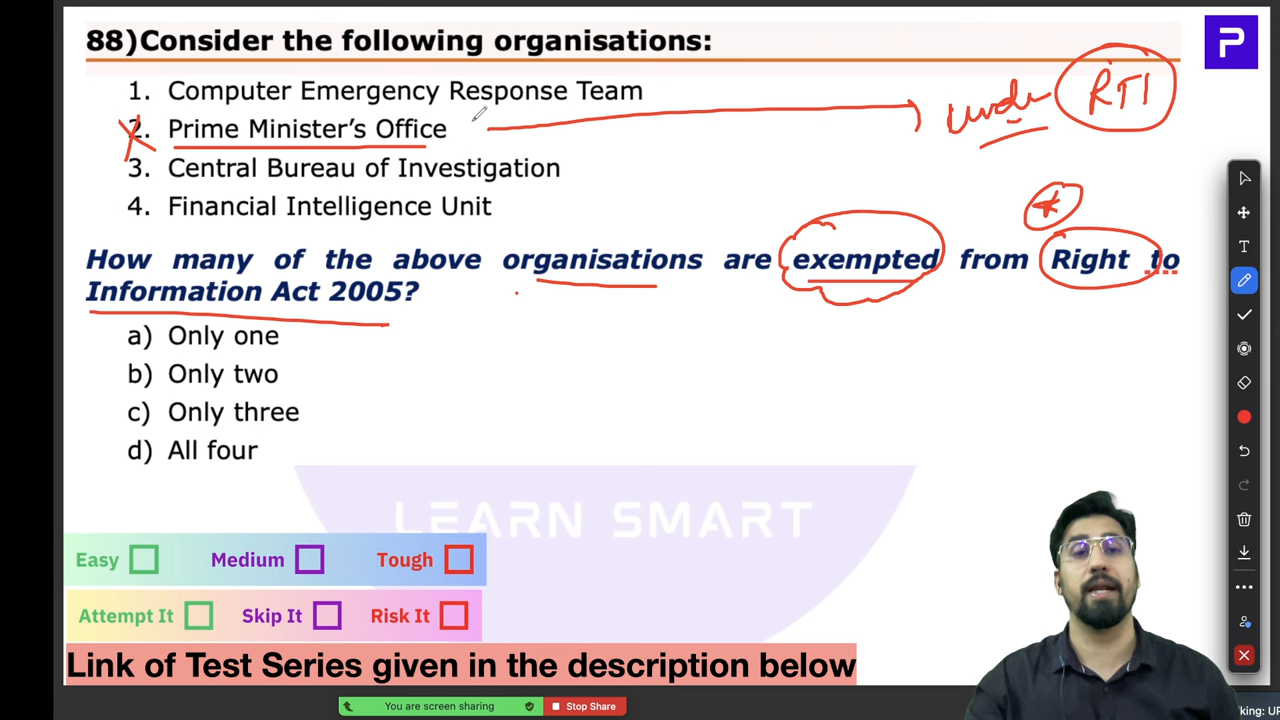 88)Consider the following organisations:
1. Computer Emergency Response Team
2. Prime Minister's Office
under RTI
3. Central Bureau of Investigation
4. Financial Intelligence Unit
How many of the above organisations are exempted from Right to
Information Act 2005?
a) Only one
b) Only two
c) Only three
d) All four
LEARN SMART
Easy Medium Tough
Attempt It Skip It Risk It
Link of Test Series given in the description below
You are screen sharing Stop Share
king: UP